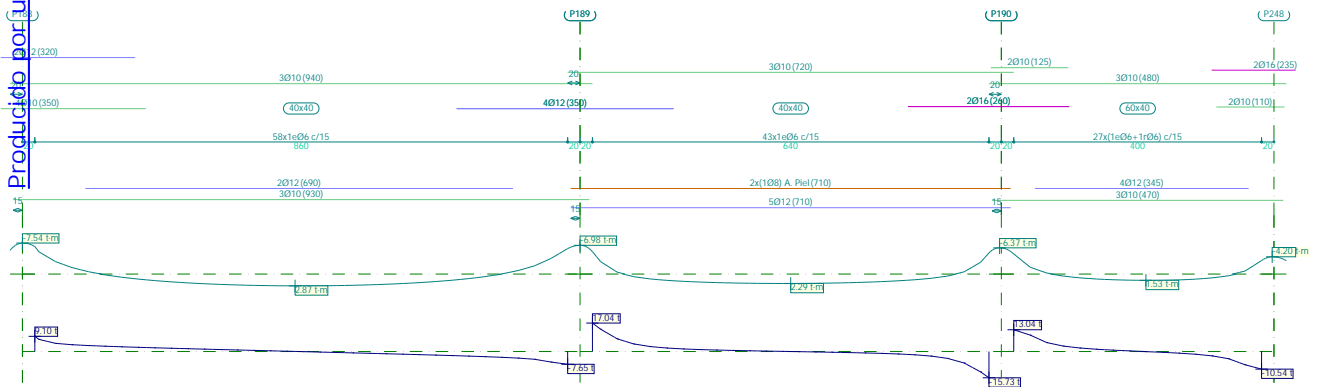 P188 P189 P190 P248
2Ø12 (320)
2Ø10 (125)
2Ø16 (235)
3Ø10 (720)
20 20
3Ø10 (940)
3Ø10 (480)
4Ø10 (350)
40x40
4Ø12 (350)
40x40
2Ø16 (260)
60x40
2Ø10 (110)
58x1eØ6 c/15
43x1eØ6 c/15
27x(1eØ6+1rØ6) c/15
860 20 20 640 20 20 400 20
2Ø12 (690)
2x(1Ø8) A. Piel (710)
4Ø12 (345)
3Ø10 (930)
3Ø10 (470)
5Ø12 (710)
15 15 15
-7.54 t·m
-6.98 t·m
-6.37 t·m
-4.20 t·m
2.87 t·m
2.29 t·m
1.53 t·m
9.10 t
17.04 t
13.04 t
-7.65 t
-15.73 t
-10.54 t
Producido por u